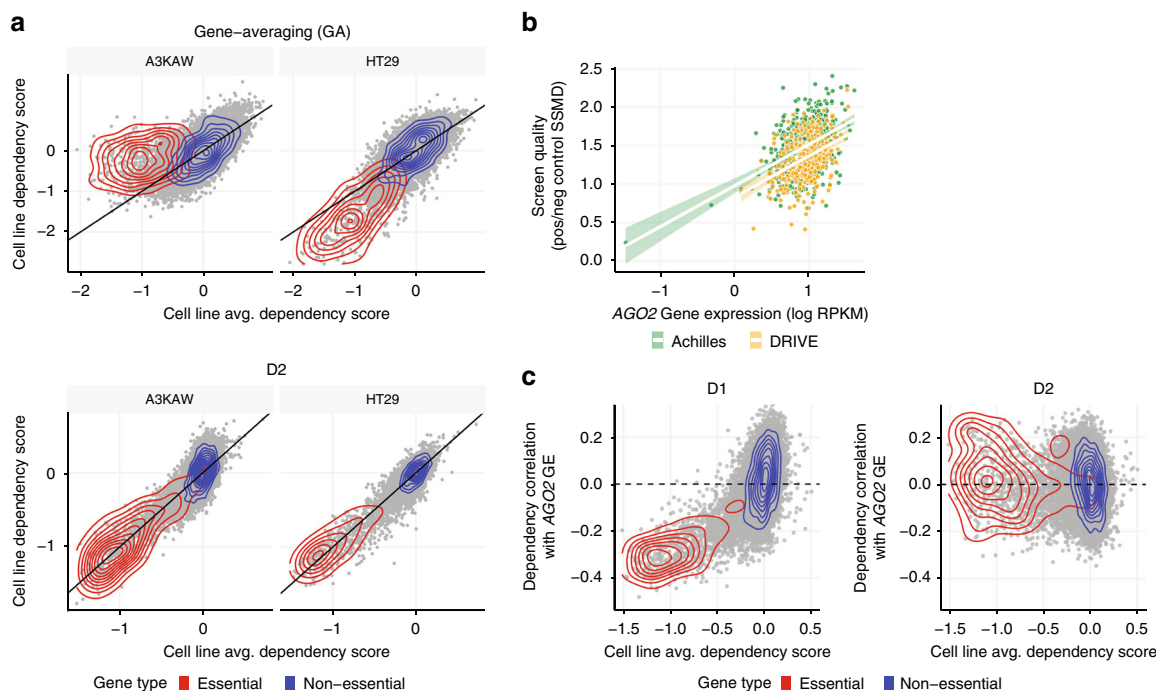 a
Gene−averaging (GA)
A3KAW
HT29
Cell line dependency score
0
−1
−2
−2
−1
0
−2
−1
0
Cell line avg. dependency score
D2
A3KAW
HT29
Cell line dependency score
0
−1
−1
0
−1
0
Cell line avg. dependency score
Gene type
Essential
Non−essential
b
Screen quality
(pos/neg control SSMD)
2.5
2.0
1.5
1.0
0.5
0.0
−1
0
1
AGO2 Gene expression (log RPKM)
Achilles
DRIVE
c
D1
Dependency correlation
with AGO2 GE
0.2
0.0
−0.2
−0.4
−1.5
−1.0
−0.5
0.0
0.5
Cell line avg. dependency score
D2
Dependency correlation
with AGO2 GE
0.2
0.0
−0.2
−0.4
−1.5
−1.0
−0.5
0.0
0.5
Cell line avg. dependency score
Gene type
Essential
Non−essential